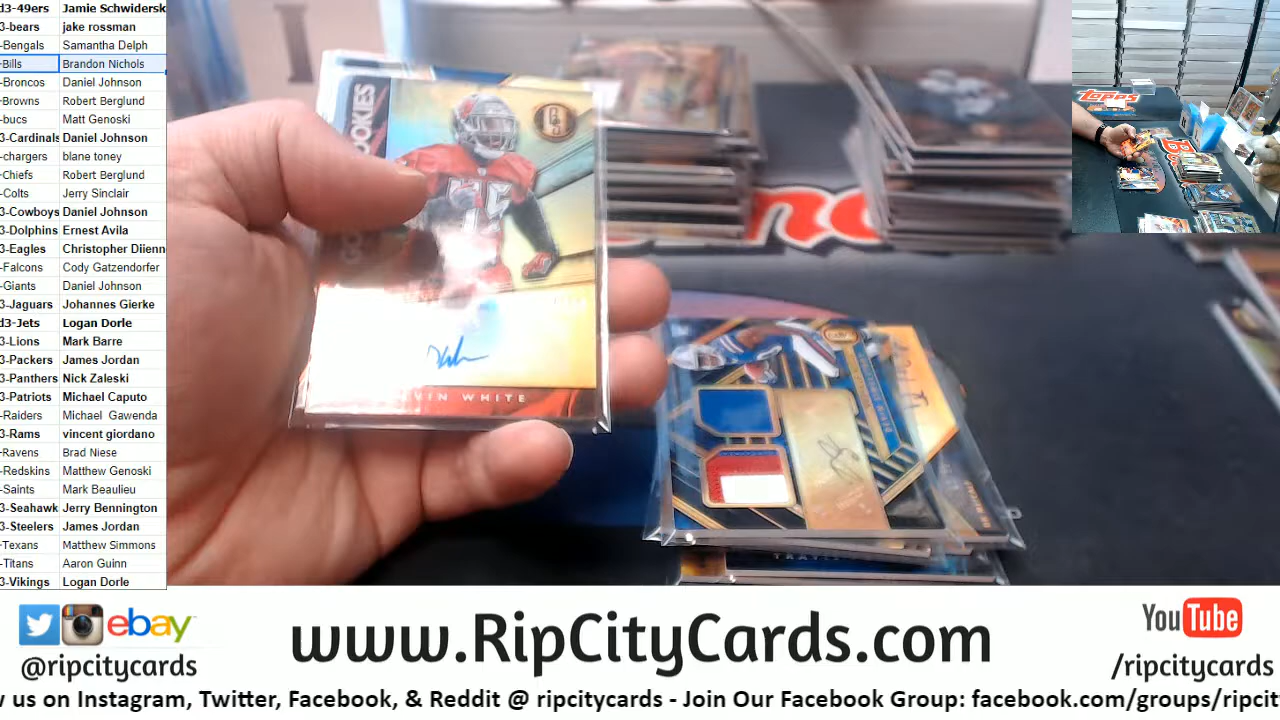 d3-49ers Jamie Schwidersk
3-bears jake rossman
-Bengals Samantha Delph
-Bills Brandon Nichols
-Broncos Daniel Johnson
-Browns Robert Berglund
-bucs Matt Genoski
3-Cardinals Daniel Johnson
-chargers blane toney
-Chiefs Robert Berglund
-Colts Jerry Sinclair
3-Cowboys Daniel Johnson
-Dolphins Ernest Avila
3-Eagles Christopher Diienn
-Falcons Cody Gatzendorfer
-Giants Daniel Johnson
3-Jaguars Johannes Gierke
d3-Jets Logan Dorle
3-Lions Mark Barre
3-Packers James Jordan
3-Panthers Nick Zaleski
3-Patriots Michael Caputo
-Raiders Michael Gawenda
3-Rams vincent giordano
-Ravens Brad Niese
-Redskins Matthew Genoski
-Saints Mark Beaulieu
3-Seahawk Jerry Bennington
3-Steelers James Jordan
-Texans Matthew Simmons
-Titans Aaron Guinn
3-Vikings Logan Dorle
OOKIES
VIN WHITE
TOPPS
ebay
@ripcitycards
www.RipCityCards.com
YouTube
/ripcitycards
w us on Instagram, Twitter, Facebook, & Reddit @ ripcitycards - Join Our Facebook Group: facebook.com/groups/ripcit